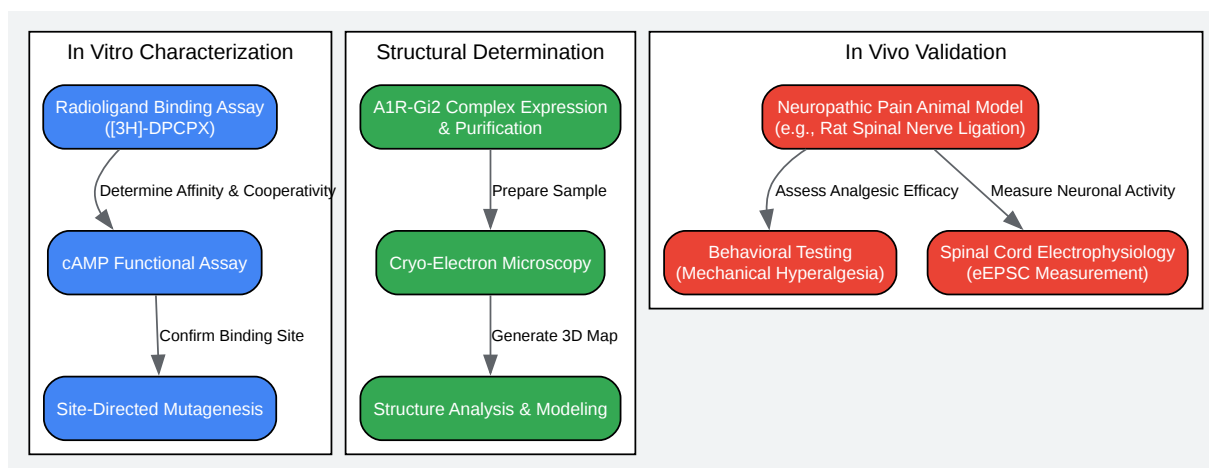 In Vitro Characterization
Radioligand Binding Assay
([3H]-DPCPX)
Determine Affinity & Cooperativity
cAMP Functional Assay
Confirm Binding Site
Site-Directed Mutagenesis
Structural Determination
A1R-Gi2 Complex Expression
& Purification
Prepare Sample
Cryo-Electron Microscopy
Generate 3D Map
Structure Analysis & Modeling
In Vivo Validation
Neuropathic Pain Animal Model
(e.g., Rat Spinal Nerve Ligation)
Assess Analgesic Efficacy
Measure Neuronal Activity
Behavioral Testing
(Mechanical Hyperalgesia)
Spinal Cord Electrophysiology
(eEPSC Measurement)